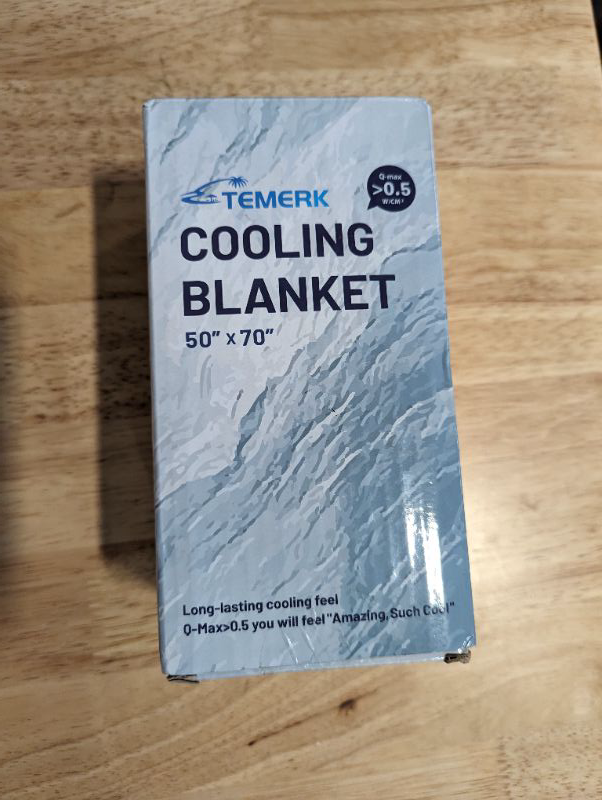 TEMERK
Q-max
>0.5
W/CM²
COOLING
BLANKET
50” x 70”
Long-lasting cooling feel
Q-Max>0.5 you will feel "Amazing, Such Cool"